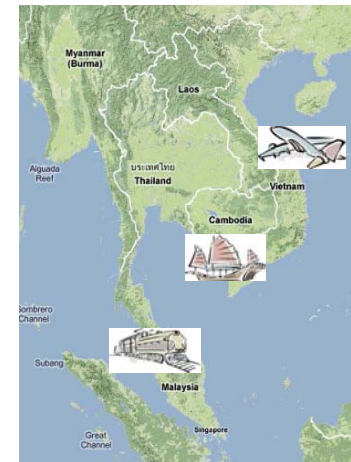 Myanmar
(Burma)
Laos
Alguada
Reef
ประเทศไทย
Thailand
Vietnam
Cambodia
Sombrero
Channel
Subang
Malaysia
Great
Channel
Singapore